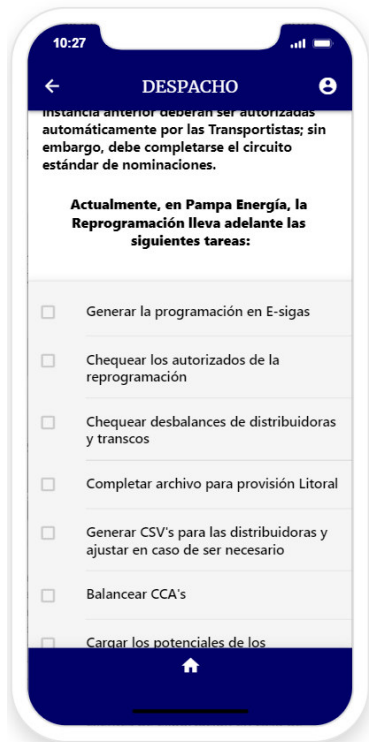 10:27
DESPACHO
instancia anterior deberán ser autorizadas
automáticamente por las Transportistas; sin
embargo, debe completarse el circuito
estándar de nominaciones.
Actualmente, en Pampa Energía, la
Reprogramación lleva adelante las
siguientes tareas:
Generar la programación en E-sigas
Chequear los autorizados de la
reprogramación
Chequear desbalances de distribuidoras
y transcos
Completar archivo para provisión Litoral
Generar CSV's para las distribuidoras y
ajustar en caso de ser necesario
Balancear CCA's
Cargar los potenciales de los